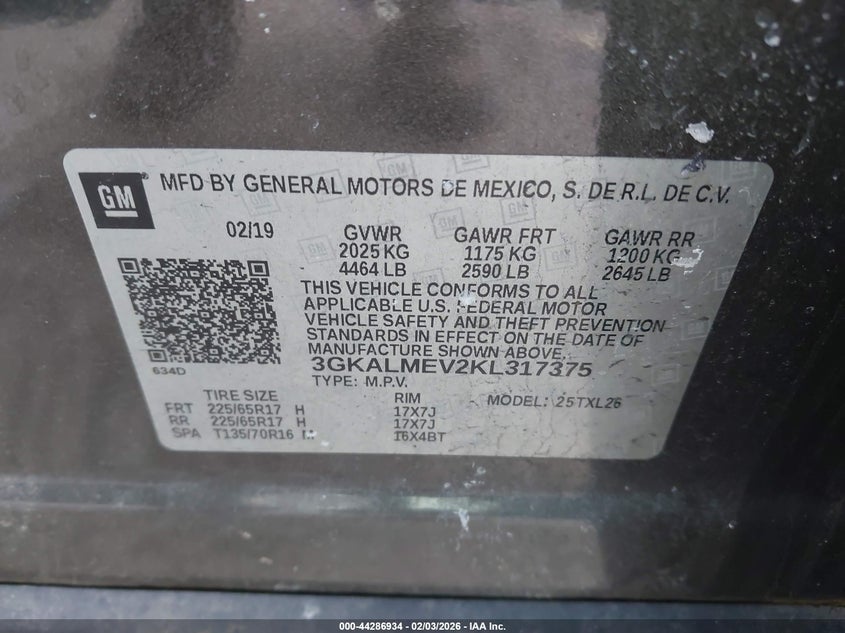 GM
MFD BY GENERAL MOTORS DE MEXICO, S. DE R.L. DE C.V.
02/19 GVWR GAWR FRT GAWR RR
2025 KG 1175 KG 1200 KG
4464 LB 2590 LB 2645 LB
THIS VEHICLE CONFORMS TO ALL
APPLICABLE U.S. FEDERAL MOTOR
VEHICLE SAFETY AND THEFT PREVENTION
STANDARDS IN EFFECT ON THE DATE OF
MANUFACTURE SHOWN ABOVE.
634D 3GKALMEV2KL317375
TYPE: M.P.V.
TIRE SIZE RIM MODEL: 25TXL26
FRT 225/65R17 H 17X7J
RR 225/65R17 H 17X7J
SPA T135/70R16 M 16X4BT
000-44286934 - 02/03/2026 - IAA Inc.